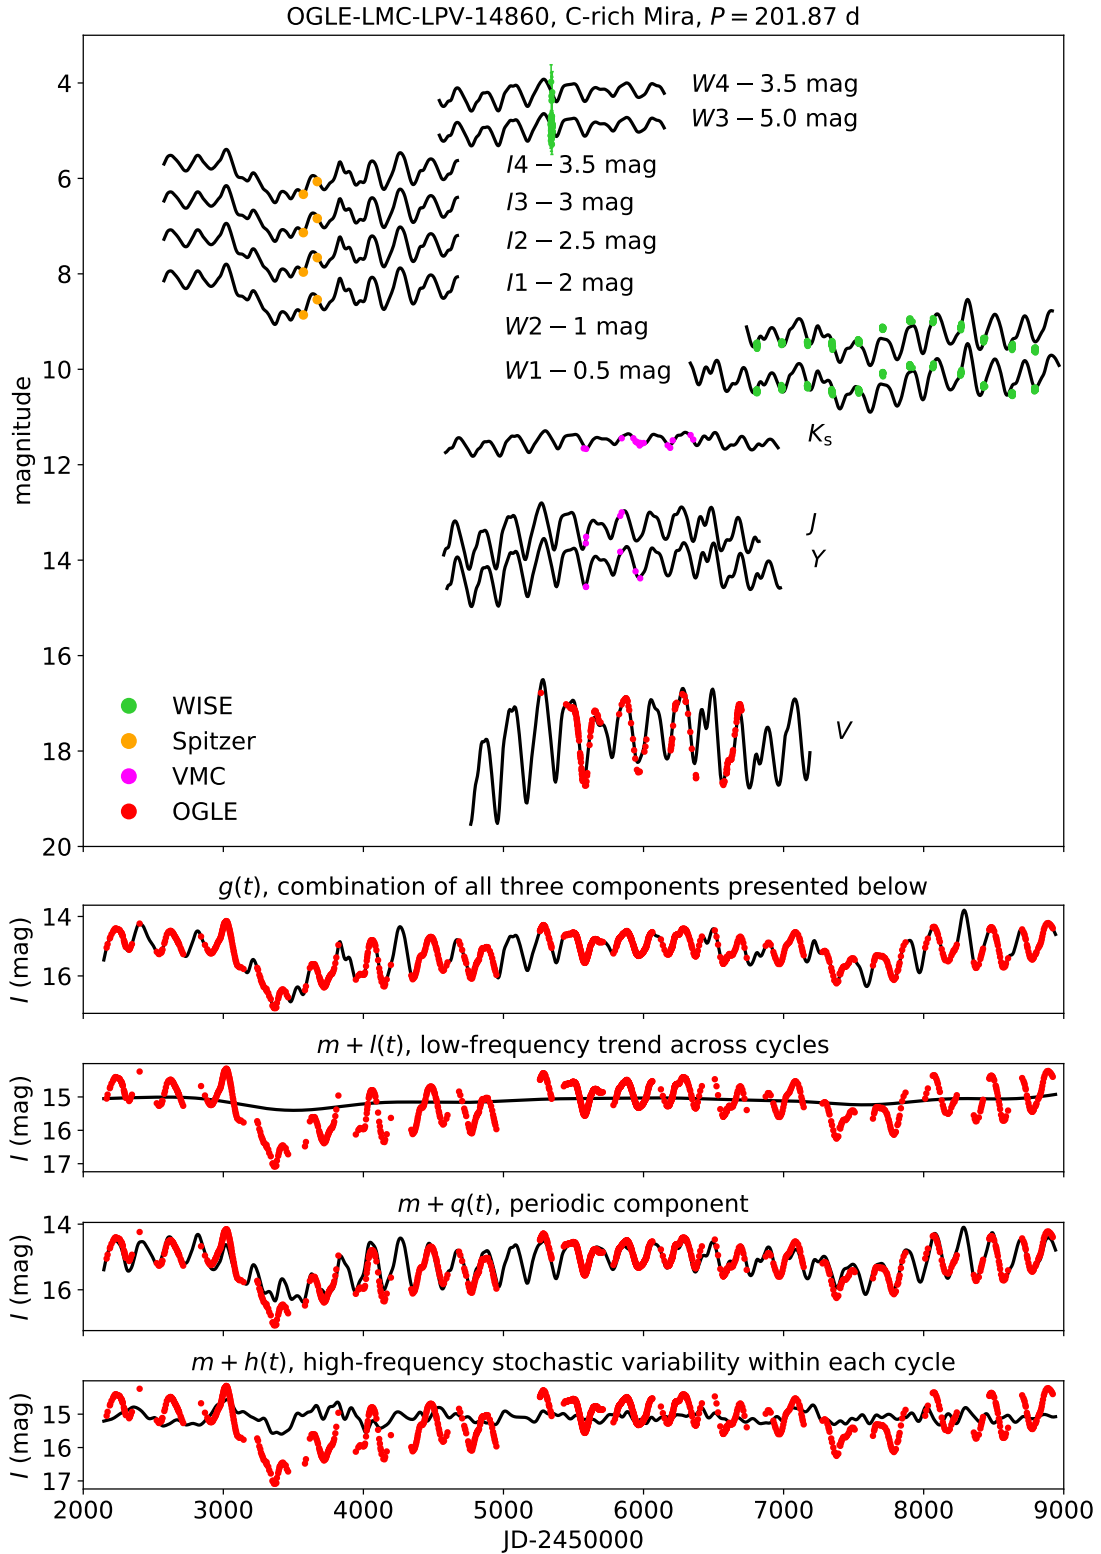 OGLE-LMC-LPV-14860, C-rich Mira, P = 201.87 d
4
6
8
10
12
14
16
18
20
magnitude
W4 − 3.5 mag
W3 − 5.0 mag
I4 − 3.5 mag
I3 − 3 mag
I2 − 2.5 mag
I1 − 2 mag
W2 − 1 mag
W1 − 0.5 mag
Ks
J
Y
V
WISE
Spitzer
VMC
OGLE
g(t), combination of all three components presented below
14
16
I (mag)
m + l(t), low-frequency trend across cycles
15
16
17
I (mag)
m + q(t), periodic component
14
16
I (mag)
m + h(t), high-frequency stochastic variability within each cycle
15
16
17
I (mag)
2000 3000 4000 5000 6000 7000 8000 9000
JD-2450000